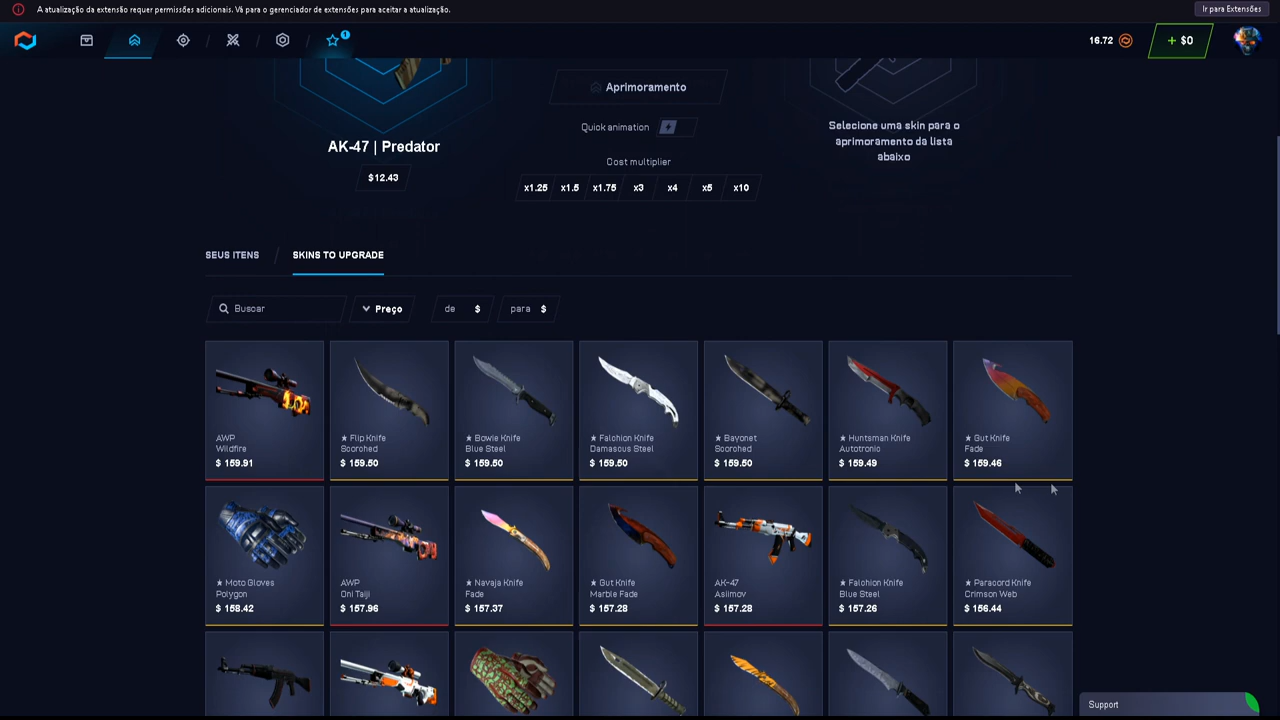 A atualização da extensão requer permissões adicionais. Vá para o gerenciador de extensões para aceitar a atualização.
Ir para Extensões
1
16.72
+ $0
Aprimoramento
Quick animation
Cost multiplier
x1.25 x1.5 x1.75 x3 x4 x5 x10
AK-47 | Predator
$12.43
Selecione uma skin para o
aprimoramento da lista
abaixo
SEUS ITENS
SKINS TO UPGRADE
Buscar
Preço
de $
para $
AWP
Wildfire
$ 159.91
★ Flip Knife
Scorched
$ 159.50
★ Bowie Knife
Blue Steel
$ 159.50
★ Falchion Knife
Damascus Steel
$ 159.50
★ Bayonet
Scorched
$ 159.50
★ Huntsman Knife
Autotronic
$ 159.49
★ Gut Knife
Fade
$ 159.46
★ Moto Gloves
Polygon
$ 158.42
AWP
Oni Taiji
$ 157.96
★ Navaja Knife
Fade
$ 157.37
★ Gut Knife
Marble Fade
$ 157.28
AK-47
Asiimov
$ 157.28
★ Falchion Knife
Blue Steel
$ 157.26
★ Paracord Knife
Crimson Web
$ 156.44
Support